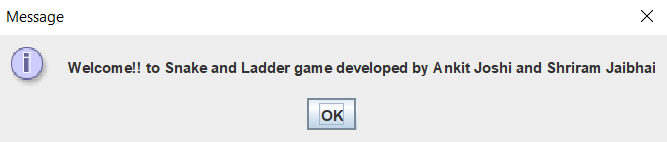 Message
Welcome!! to Snake and Ladder game developed by Ankit Joshi and Shriram Jaibhai
OK